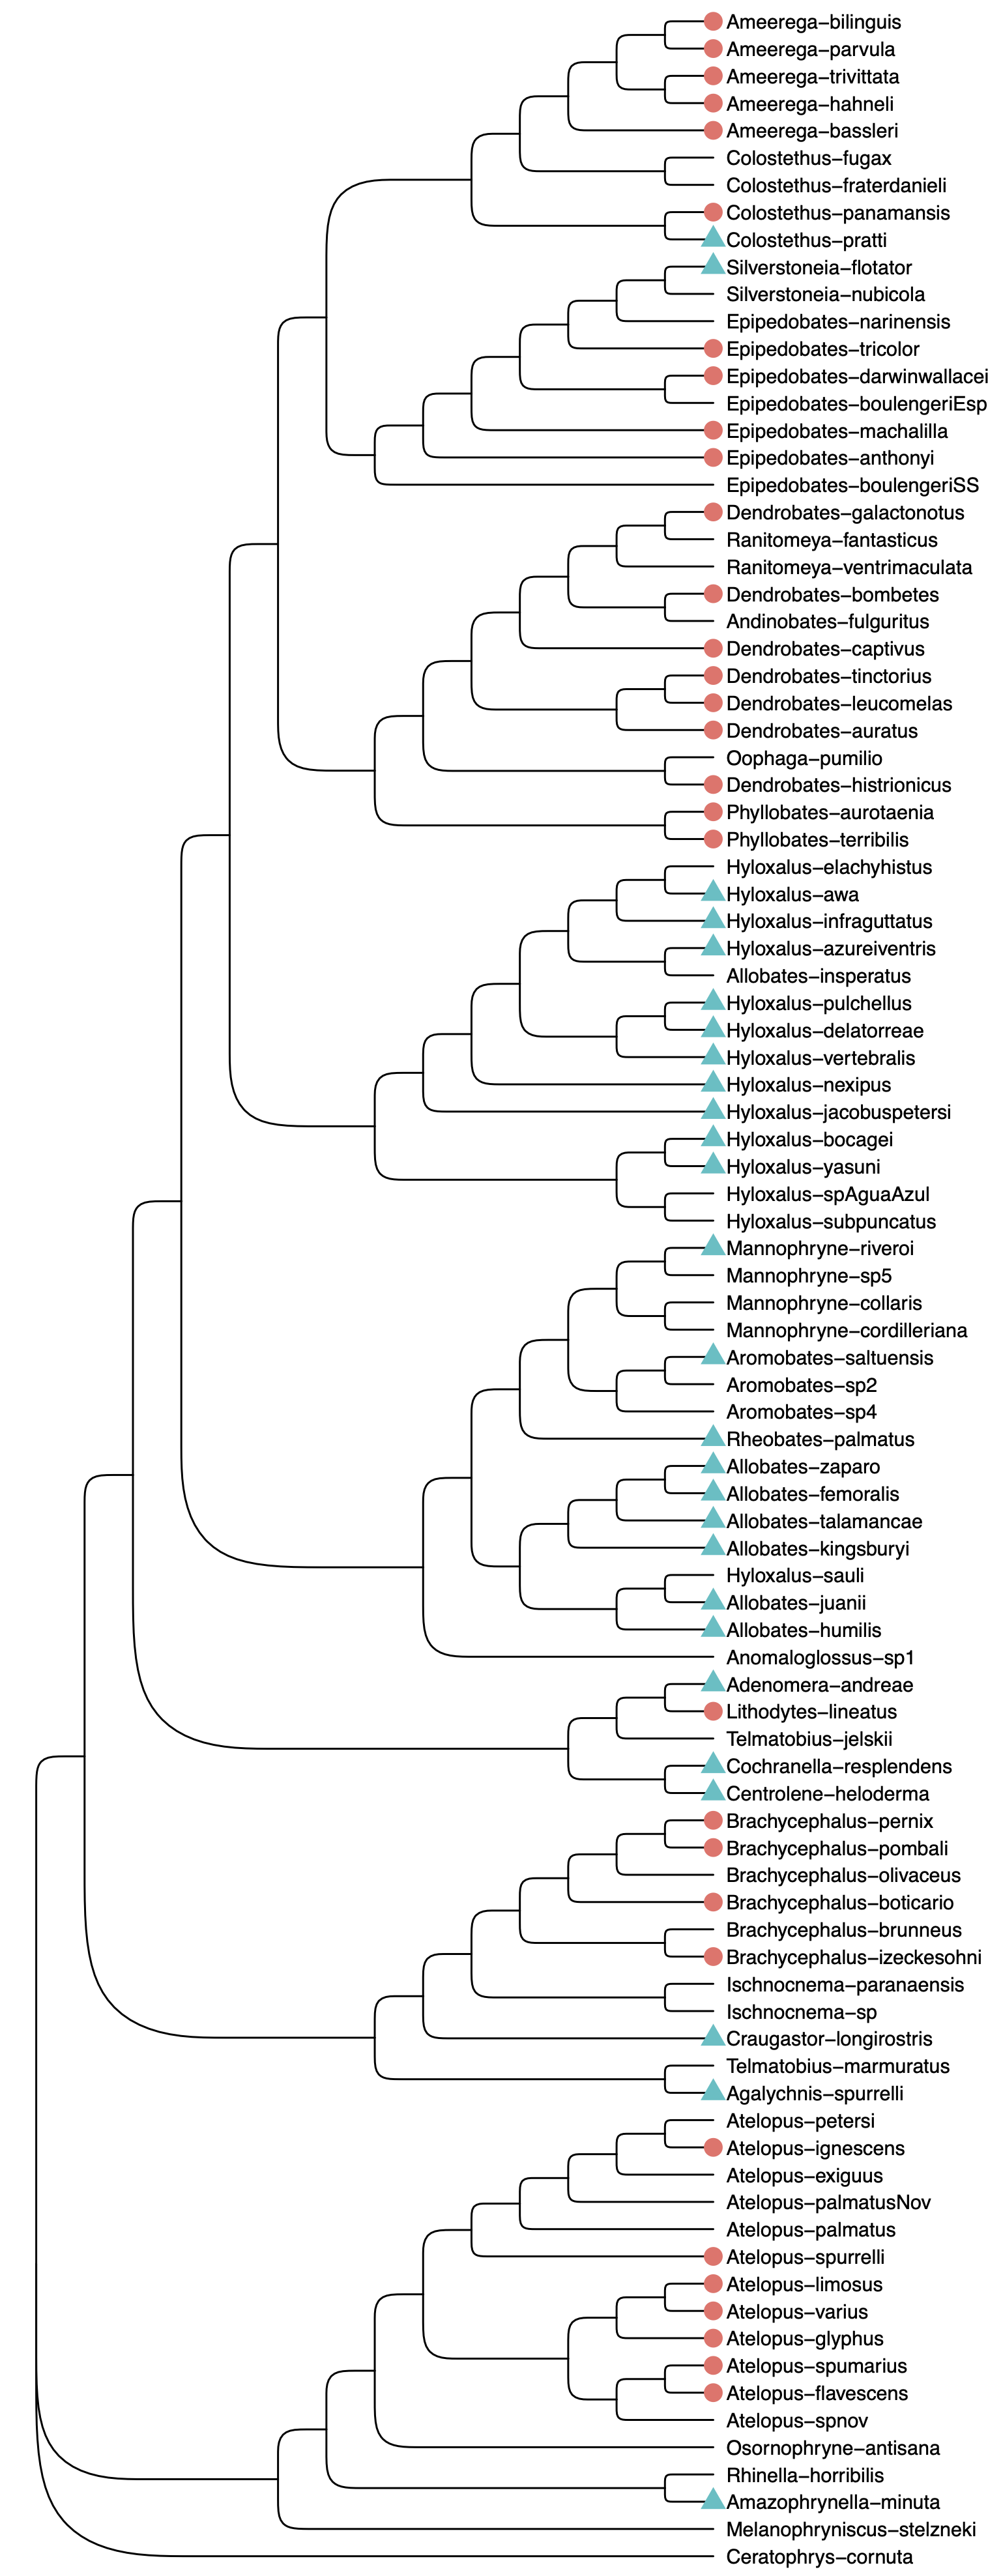 Ameerega−bilinguis
Ameerega−parvula
Ameerega−trivittata
Ameerega−hahneli
Ameerega−bassleri
Colostethus−fugax
Colostethus−fraterdanieli
Colostethus−panamansis
Colostethus−pratti
Silverstoneia−flotator
Silverstoneia−nubicola
Epipedobates−narinensis
Epipedobates−tricolor
Epipedobates−darwinwallacei
Epipedobates−boulengeriEsp
Epipedobates−machalilla
Epipedobates−anthonyi
Epipedobates−boulengeriSS
Dendrobates−galactonotus
Ranitomeya−fantasticus
Ranitomeya−ventrimaculata
Dendrobates−bombetes
Andinobates−fulguritus
Dendrobates−captivus
Dendrobates−tinctorius
Dendrobates−leucomelas
Dendrobates−auratus
Oophaga−pumilio
Dendrobates−histrionicus
Phyllobates−aurotaenia
Phyllobates−terribilis
Hyloxalus−elachyhistus
Hyloxalus−awa
Hyloxalus−infraguttatus
Hyloxalus−azureiventris
Allobates−insperatus
Hyloxalus−pulchellus
Hyloxalus−delatorreae
Hyloxalus−vertebralis
Hyloxalus−nexipus
Hyloxalus−jacobuspetersi
Hyloxalus−bocagei
Hyloxalus−yasuni
Hyloxalus−spAguaAzul
Hyloxalus−subpuncatus
Mannophryne−riveroi
Mannophryne−sp5
Mannophryne−collaris
Mannophryne−cordilleriana
Aromobates−saltuensis
Aromobates−sp2
Aromobates−sp4
Rheobates−palmatus
Allobates−zaparo
Allobates−femoralis
Allobates−talamancae
Allobates−kingsburyi
Hyloxalus−sauli
Allobates−juanii
Allobates−humilis
Anomaloglossus−sp1
Adenomera−andreae
Lithodytes−lineatus
Telmatobius−jelskii
Cochranella−resplendens
Centrolene−heloderma
Brachycephalus−pernix
Brachycephalus−pombali
Brachycephalus−olivaceus
Brachycephalus−boticario
Brachycephalus−brunneus
Brachycephalus−izeckesohni
Ischnocnema−paranaensis
Ischnocnema−sp
Craugastor−longirostris
Telmatobius−marmuratus
Agalychnis−spurrelli
Atelopus−petersi
Atelopus−ignescens
Atelopus−exiguus
Atelopus−palmatusNov
Atelopus−palmatus
Atelopus−spurrelli
Atelopus−limosus
Atelopus−varius
Atelopus−glyphus
Atelopus−spumarius
Atelopus−flavescens
Atelopus−spnov
Osornophryne−antisana
Rhinella−horribilis
Amazophrynella−minuta
Melanophryniscus−stelzneki
Ceratophrys−cornuta